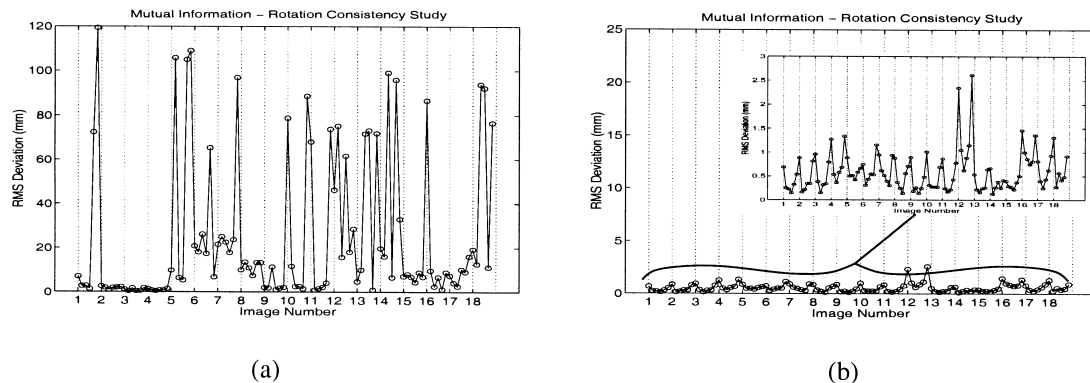 Mutual Information – Rotation Consistency Study
120
100
80
60
40
20
0
RMS Deviation (mm)
1 2 3 4 5 6 7 8 9 10 11 12 13 14 15 16 17 18
Image Number
(a)
Mutual Information – Rotation Consistency Study
25
20
15
10
5
0
RMS Deviation (mm)
3
2.5
2
1.5
1
0.5
0
RMS Deviation (mm)
1 2 3 4 5 6 7 8 9 10 11 12 13 14 15 16 17 18
Image Number
1 2 3 4 5 6 7 8 9 10 11 12 13 14 15 16 17 18
Image Number
(b)